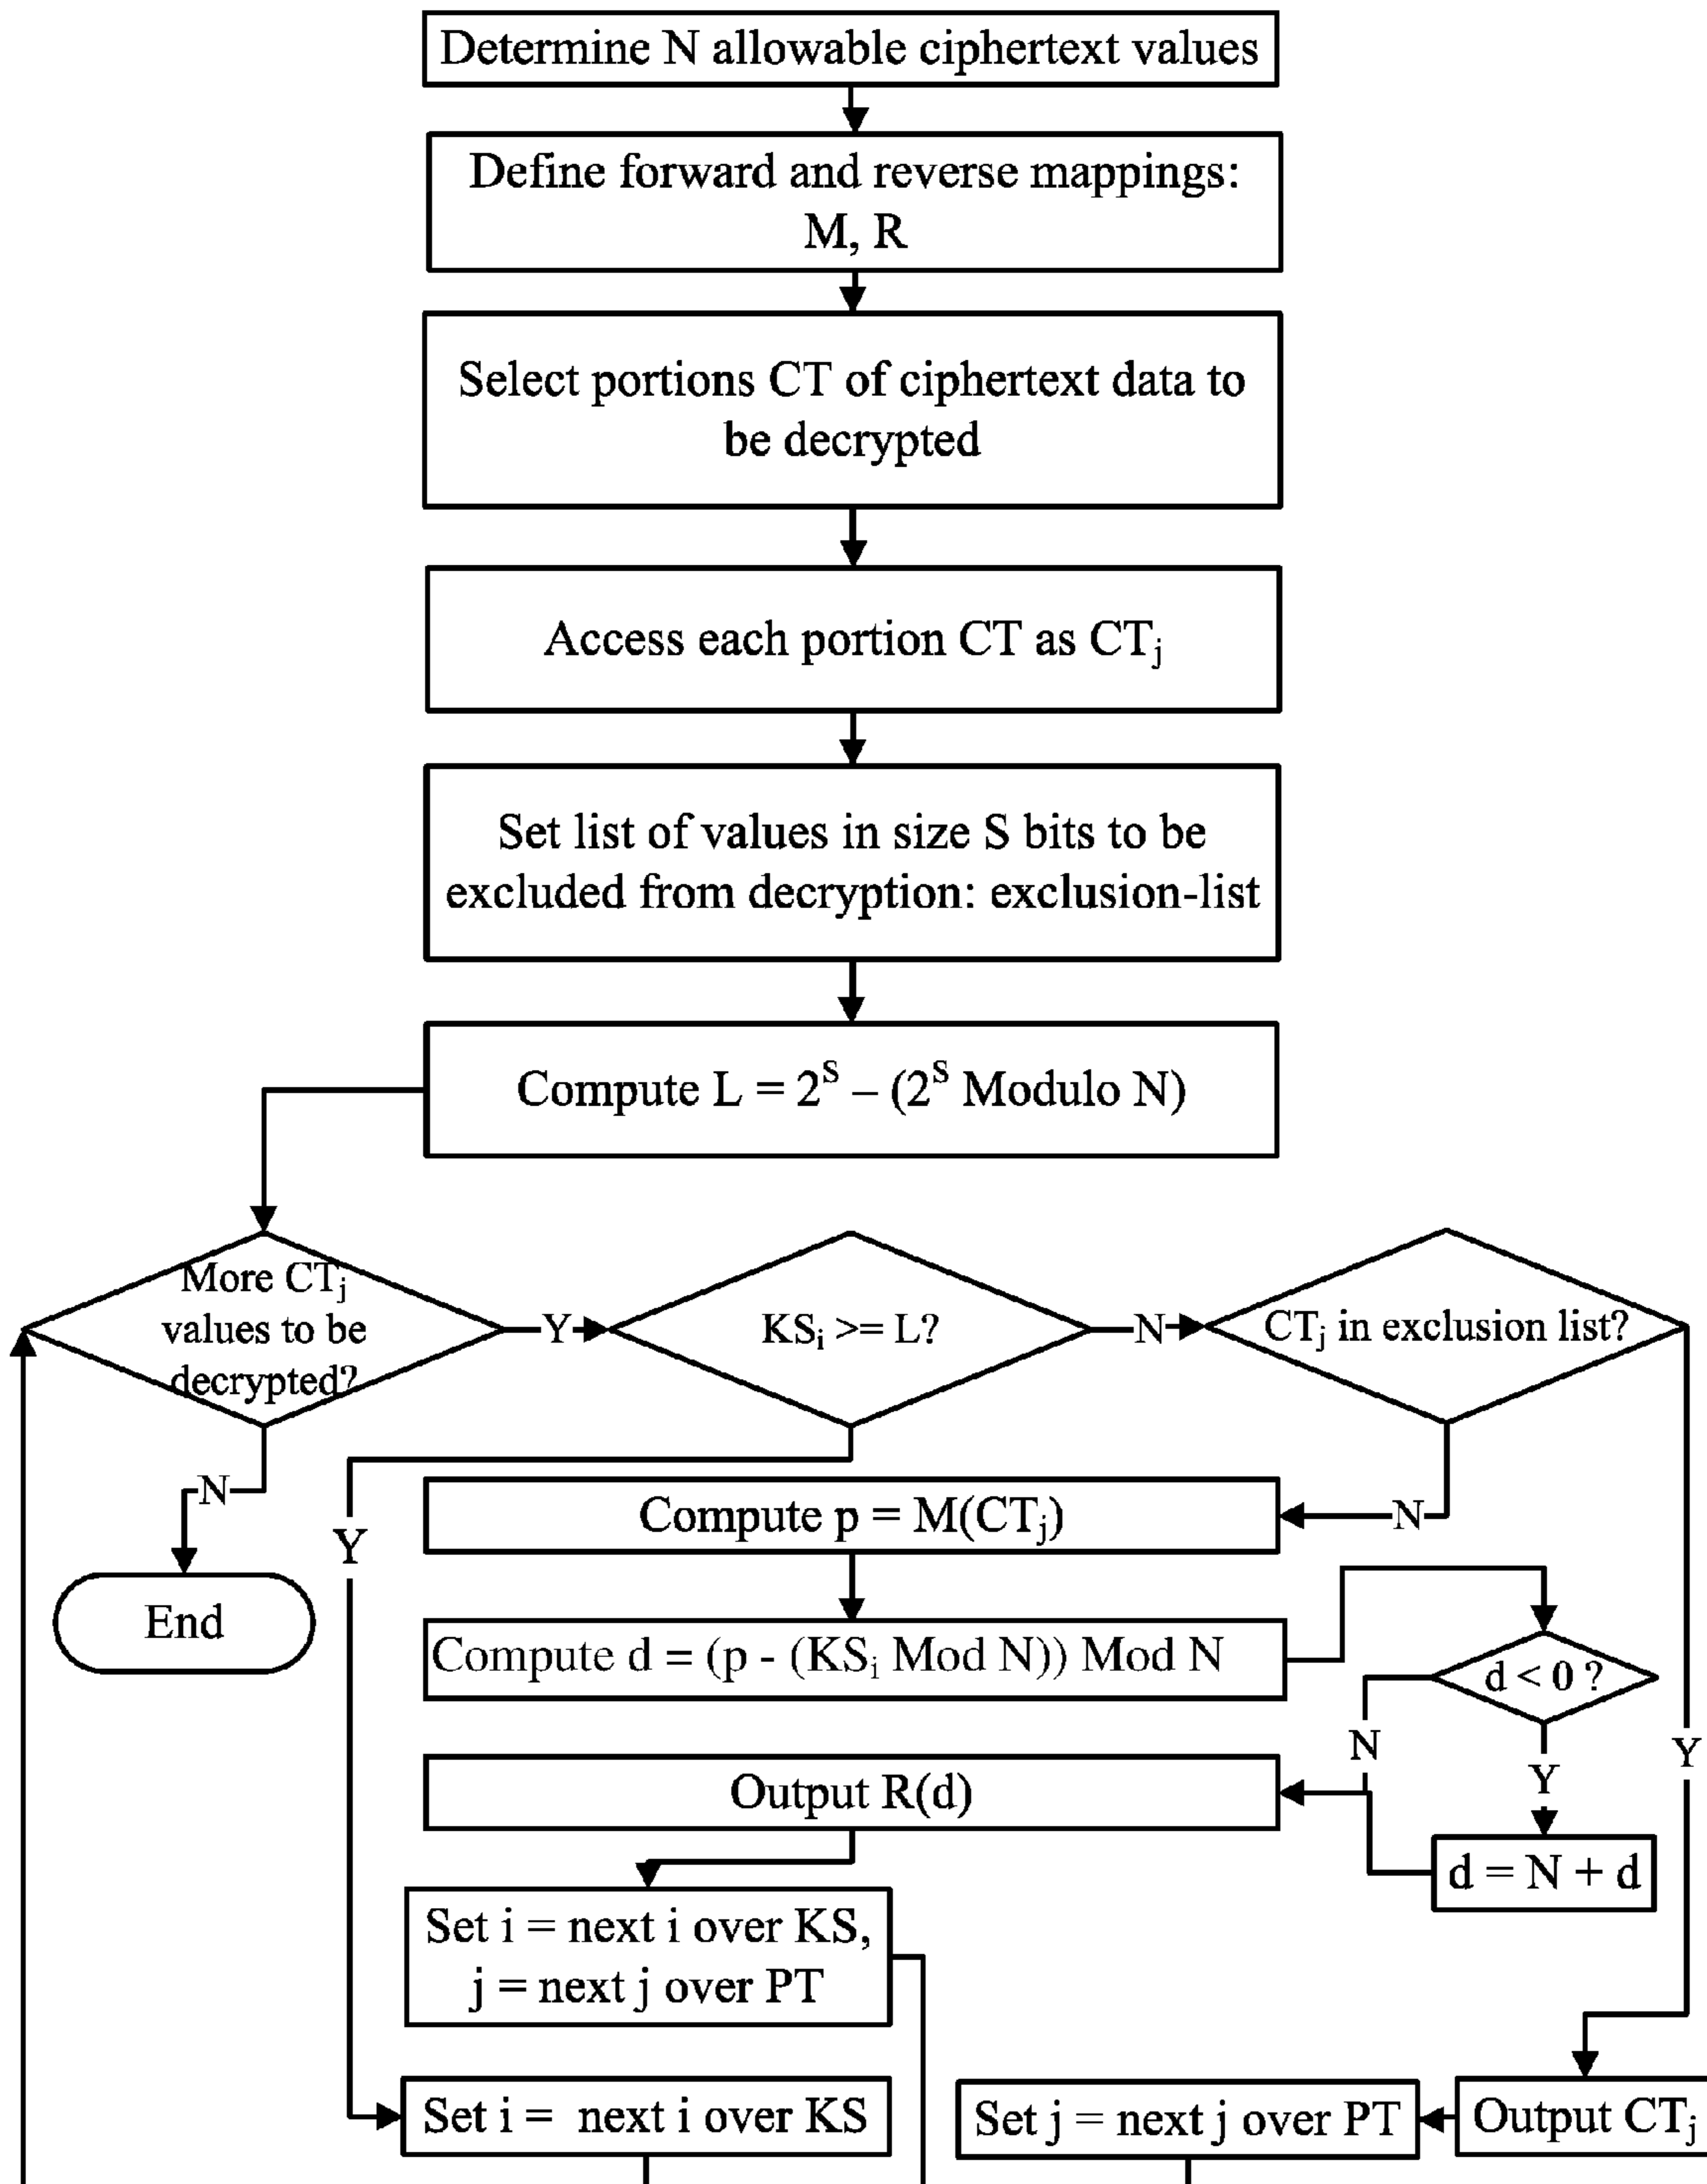 Determine N allowable ciphertext values
Define forward and reverse mappings:
M, R
Select portions CT of ciphertext data to
be decrypted
Access each portion CT as CTⱼ
Set list of values in size S bits to be
excluded from decryption: exclusion-list
Compute L = 2ˢ – (2ˢ Modulo N)
More CTⱼ
values to be
decrypted?
Y
KSᵢ >= L?
N
CTⱼ in exclusion list?
N
Y
Compute p = M(CTⱼ)
N
End
Compute d = (p - (KSᵢ Mod N)) Mod N
d < 0 ?
N
Y
Y
Output R(d)
d = N + d
Set i = next i over KS,
j = next j over PT
Set i = next i over KS
Set j = next j over PT
Output CTⱼ